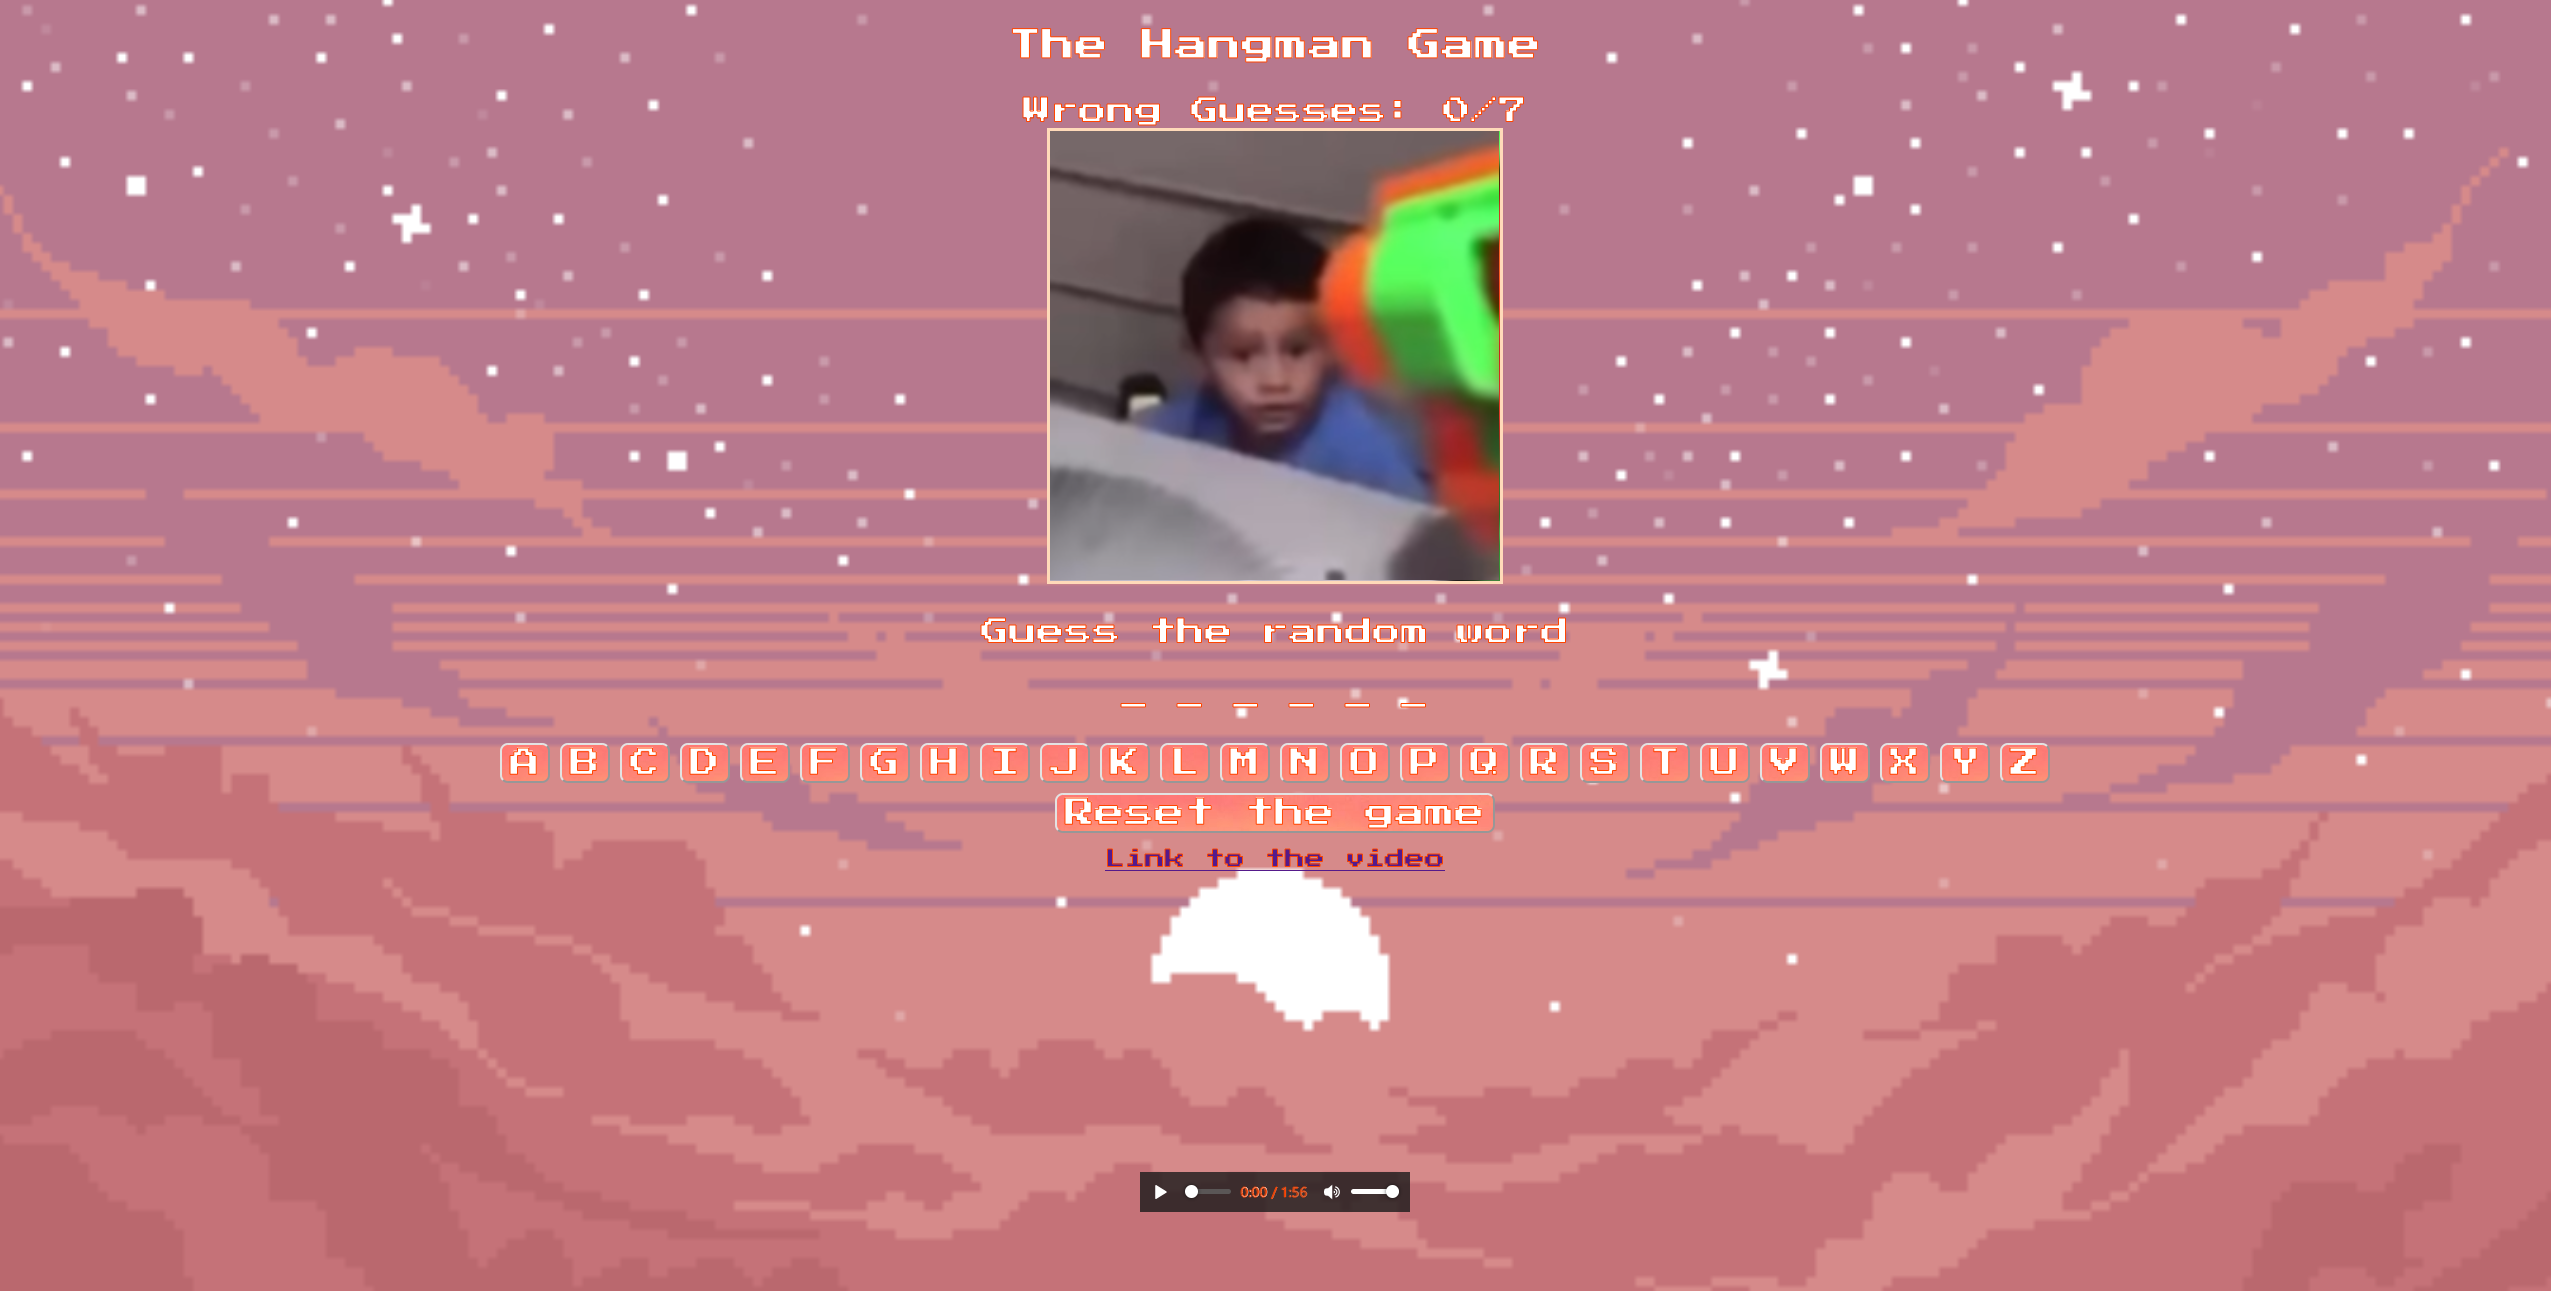 The Hangman Game
Wrong Guesses: 0/7
Guess the random word
_ _ _ _ _ _
A B C D E F G H I J K L M N O P Q R S T U V W X Y Z
Reset the game
Link to the video
0:00 / 1:56